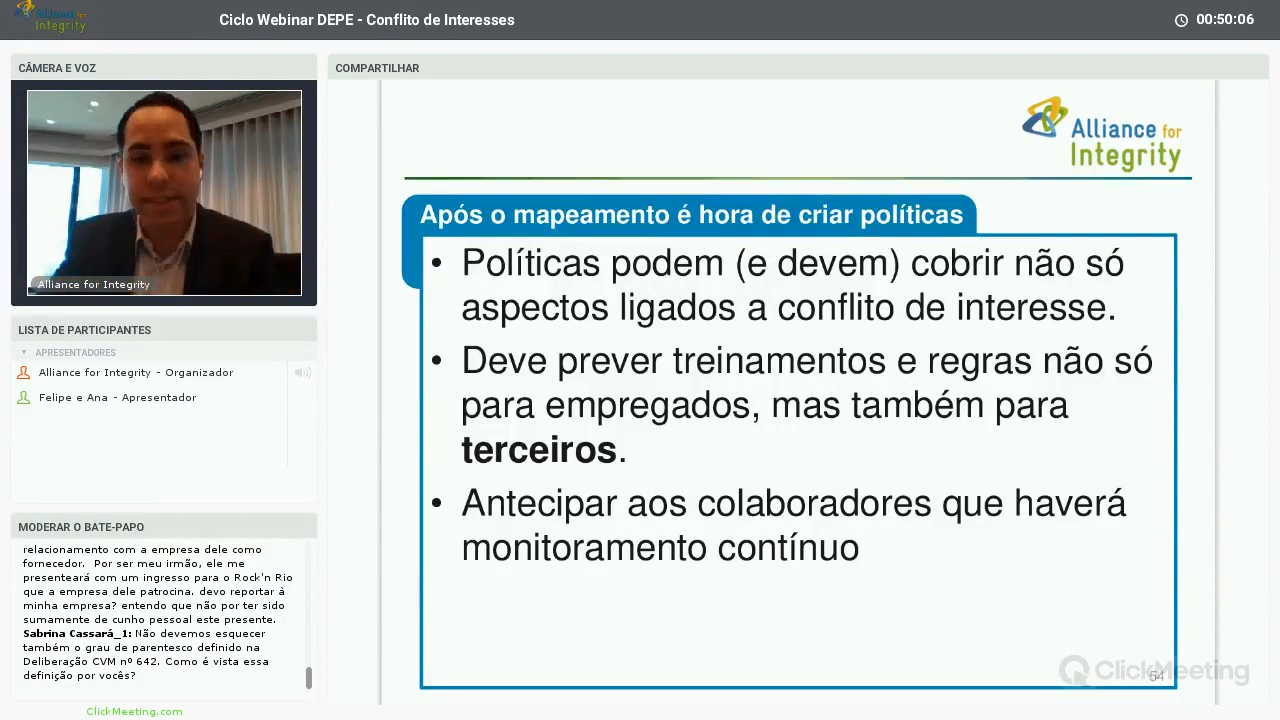 Alliance for
Integrity
Ciclo Webinar DEPE - Conflito de Interesses
00:50:06
CÂMERA E VOZ
Alliance for Integrity
LISTA DE PARTICIPANTES
APRESENTADORES
Alliance for Integrity - Organizador
Felipe e Ana - Apresentador
MODERAR O BATE-PAPO
relacionamento com a empresa dele como
fornecedor. Por ser meu irmão, ele me
presenteará com um ingresso para o Rock'n Rio
que a empresa dele patrocina. devo reportar à
minha empresa? entendo que não por ter sido
sumamente de cunho pessoal este presente.
Sabrina Cassará_1: Não devemos esquecer
também o grau de parentesco definido na
Deliberação CVM nº 642. Como é vista essa
definição por vocês?
ClickMeeting.com
COMPARTILHAR
Alliance for
Integrity
Após o mapeamento é hora de criar políticas
• Políticas podem (e devem) cobrir não só
aspectos ligados a conflito de interesse.
• Deve prever treinamentos e regras não só
para empregados, mas também para
terceiros.
• Antecipar aos colaboradores que haverá
monitoramento contínuo
ClickMeeting
54